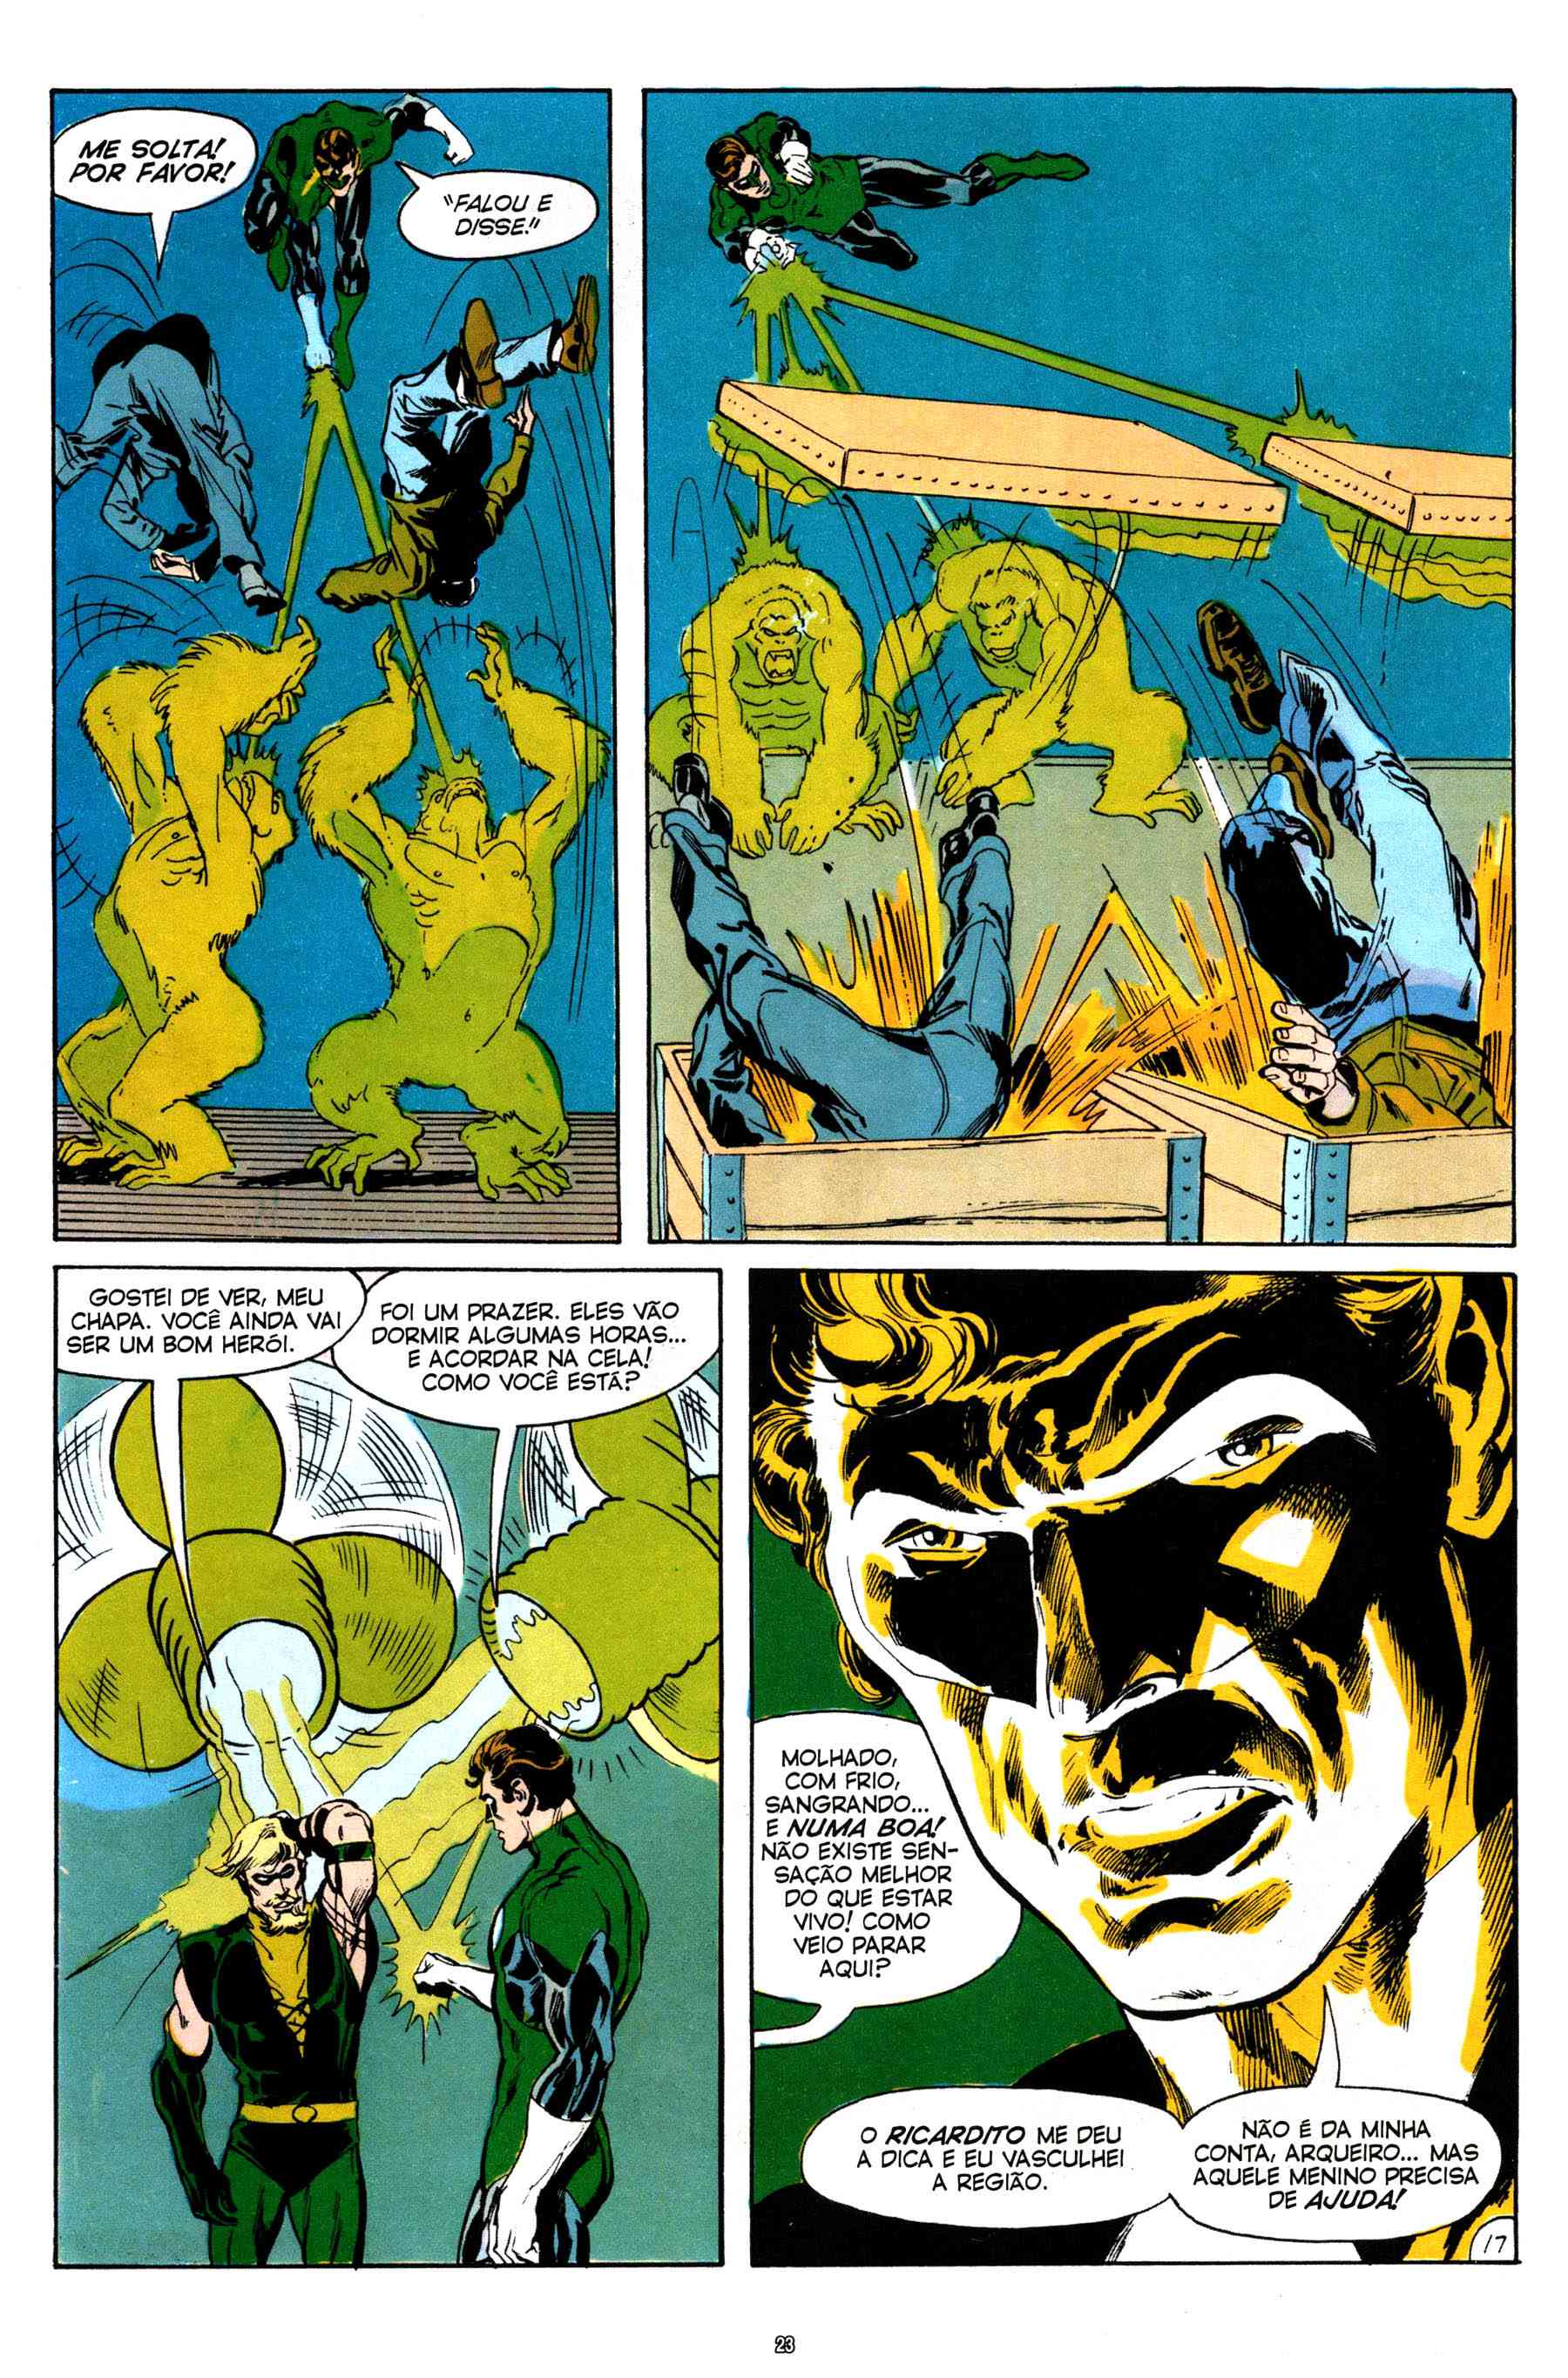 ME SOLTA!
POR FAVOR!
"FALOU E
DISSE."
GOSTEI DE VER, MEU
CHAPA. VOCÊ AINDA VAI
SER UM BOM HERÓI.
FOI UM PRAZER. ELES VÃO
DORMIR ALGUMAS HORAS...
E ACORDAR NA CELA!
COMO VOCÊ ESTÁ?
MOLHADO,
COM FRIO,
SANGRANDO...
E NUMA BOA!
NÃO EXISTE SEN-
SAÇÃO MELHOR
DO QUE ESTAR
VIVO! COMO
VEIO PARAR
AQUI?
O RICARDITO ME DEU
A DICA E EU VASCULHEI
A REGIÃO.
NÃO É DA MINHA
CONTA, ARQUEIRO... MAS
AQUELE MENINO PRECISA
DE AJUDA!
17
23